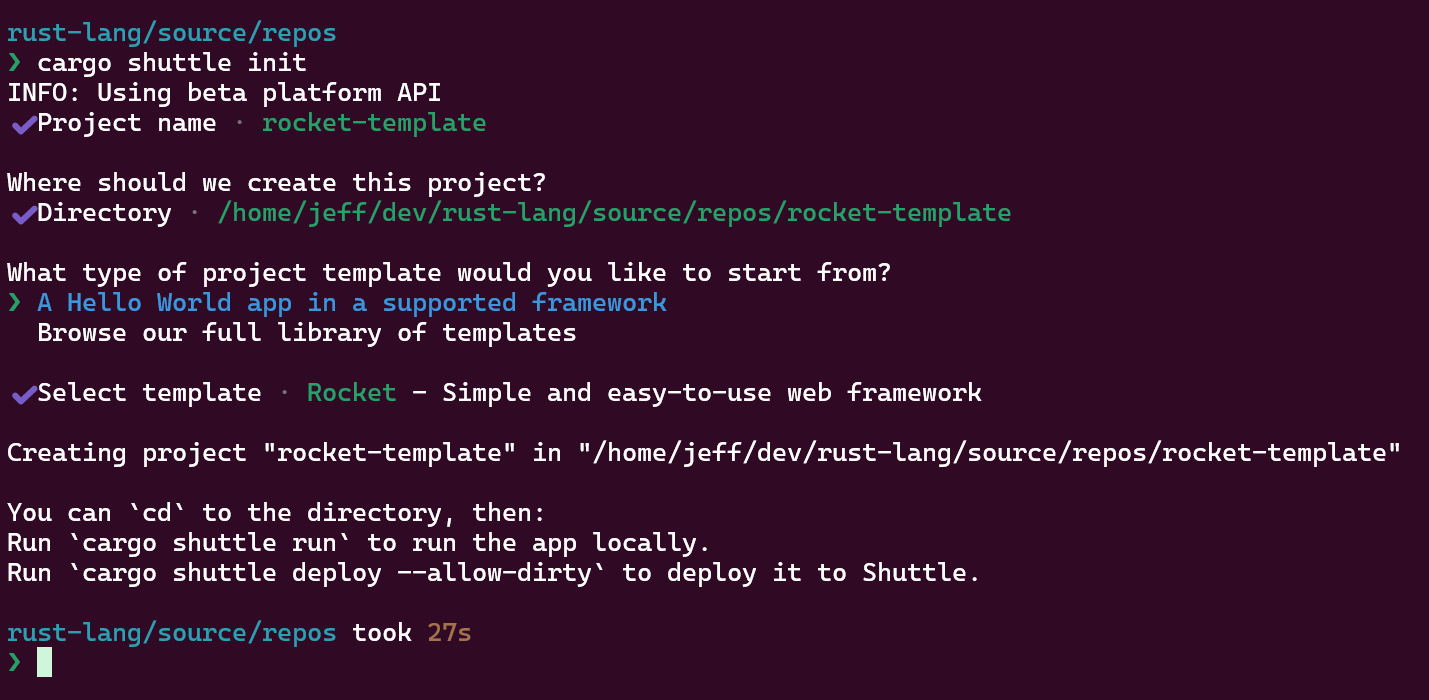 rust-lang/source/repos
❯ cargo shuttle init
INFO: Using beta platform API
✔Project name · rocket-template
Where should we create this project?
✔Directory · /home/jeff/dev/rust-lang/source/repos/rocket-template
What type of project template would you like to start from?
❯ A Hello World app in a supported framework
Browse our full library of templates
✔Select template · Rocket - Simple and easy-to-use web framework
Creating project "rocket-template" in "/home/jeff/dev/rust-lang/source/repos/rocket-template"
You can `cd` to the directory, then:
Run `cargo shuttle run` to run the app locally.
Run `cargo shuttle deploy --allow-dirty` to deploy it to Shuttle.
rust-lang/source/repos took 27s
❯